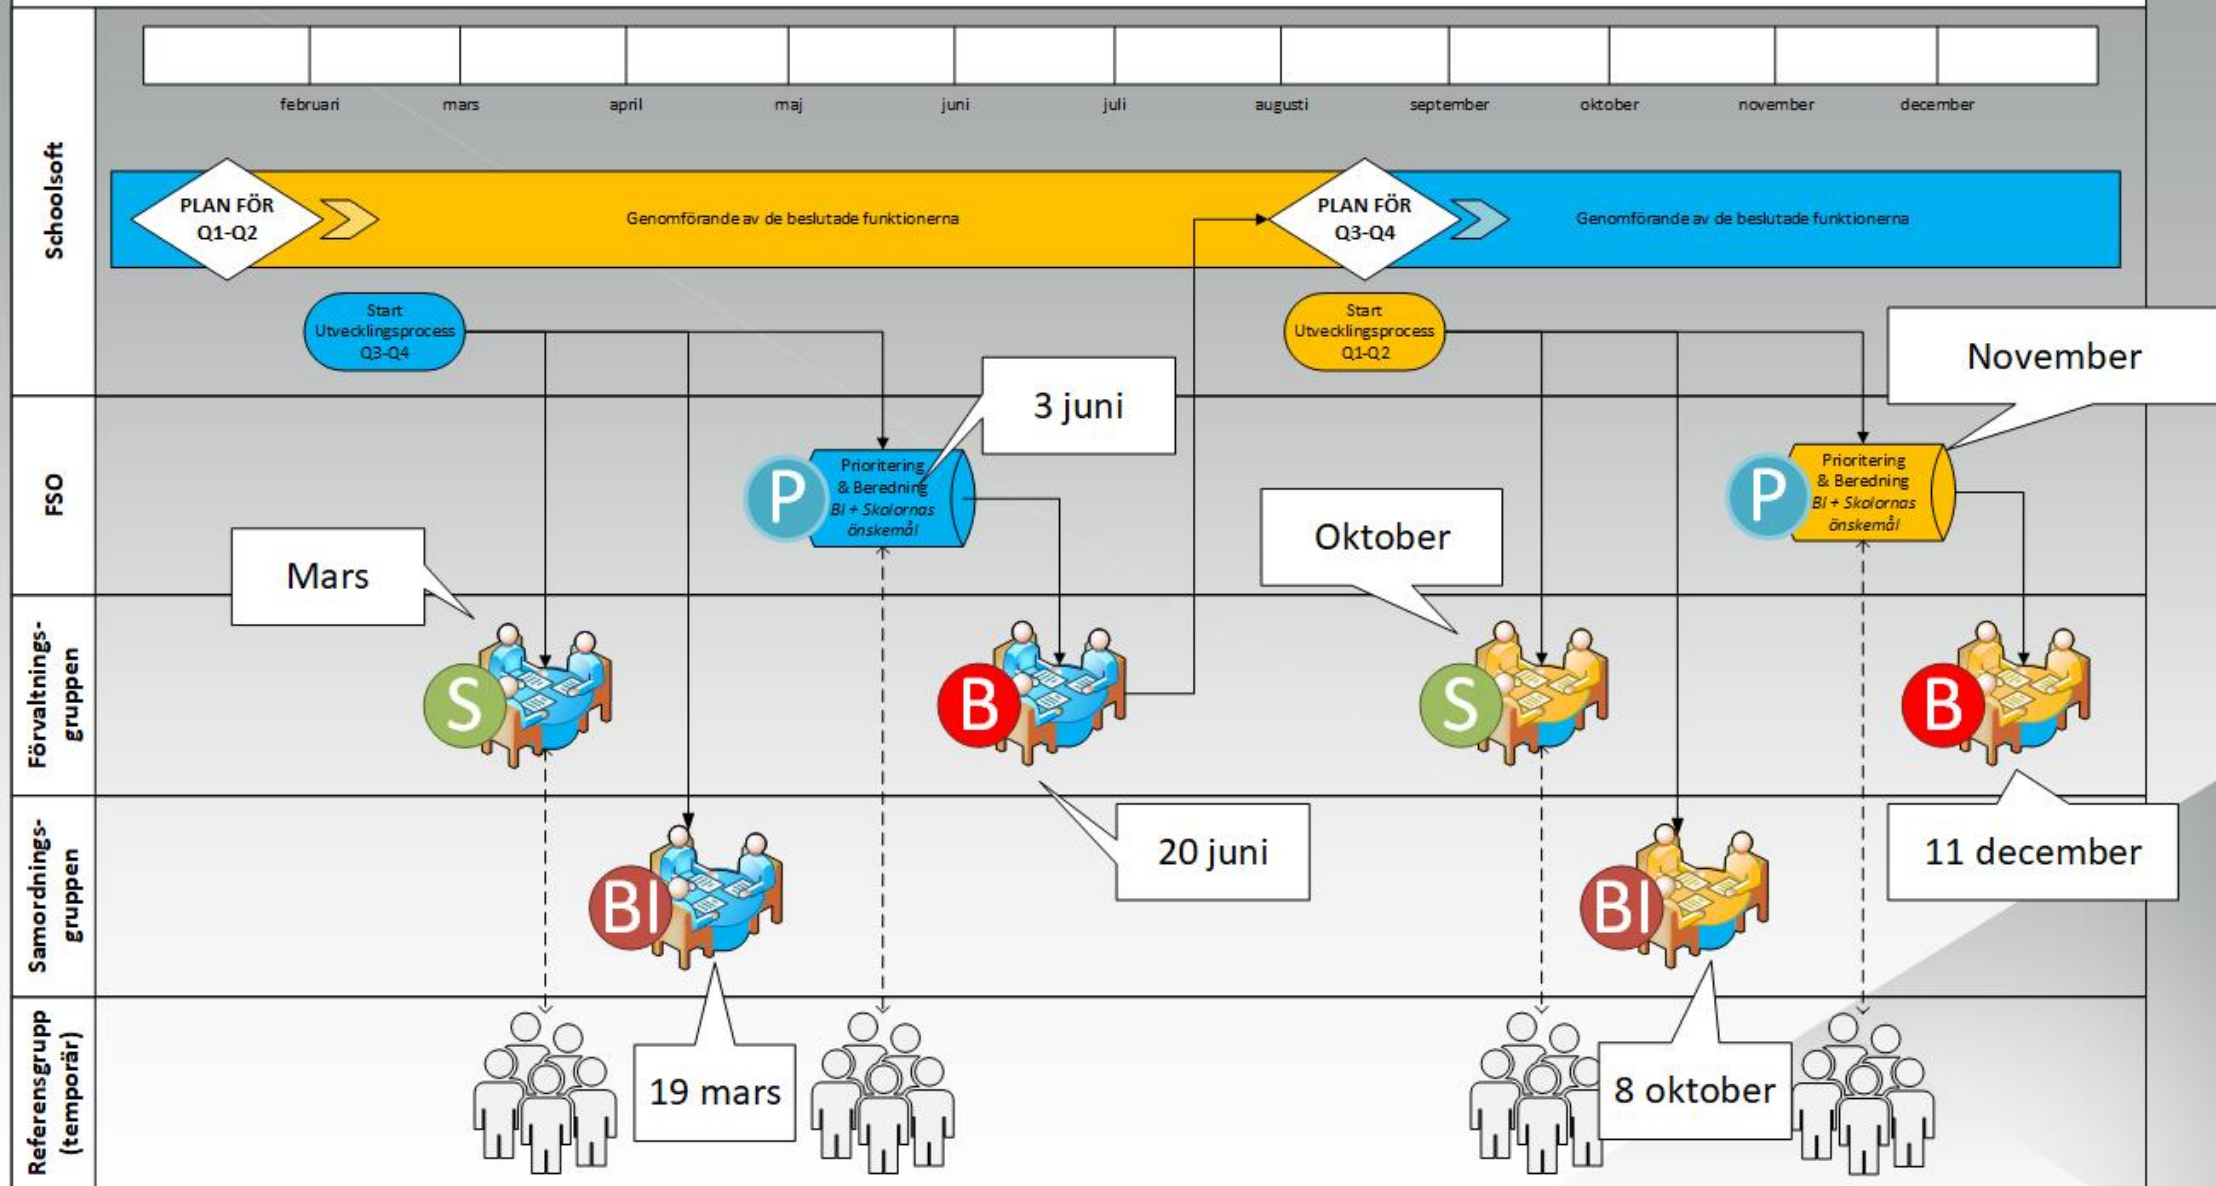 februari
mars
april
maj
juni
juli
augusti
september
oktober
november
december
Schoolsoft
PLAN FÖR
Q1-Q2
Genomförande av de beslutade funktionerna
PLAN FÖR
Q3-Q4
Genomförande av de beslutade funktionerna
Start
Utvecklingsprocess
Q3-Q4
Start
Utvecklingsprocess
Q1-Q2
November
3 juni
FSO
P
Prioritering
& Beredning
BI + Skolornas
önskemål
P
Prioritering
& Beredning
BI + Skolornas
önskemål
Oktober
Mars
Förvaltnings-
gruppen
S
B
S
B
20 juni
11 december
Samordnings-
gruppen
BI
BI
Referensgrupp
(temporär)
19 mars
8 oktober